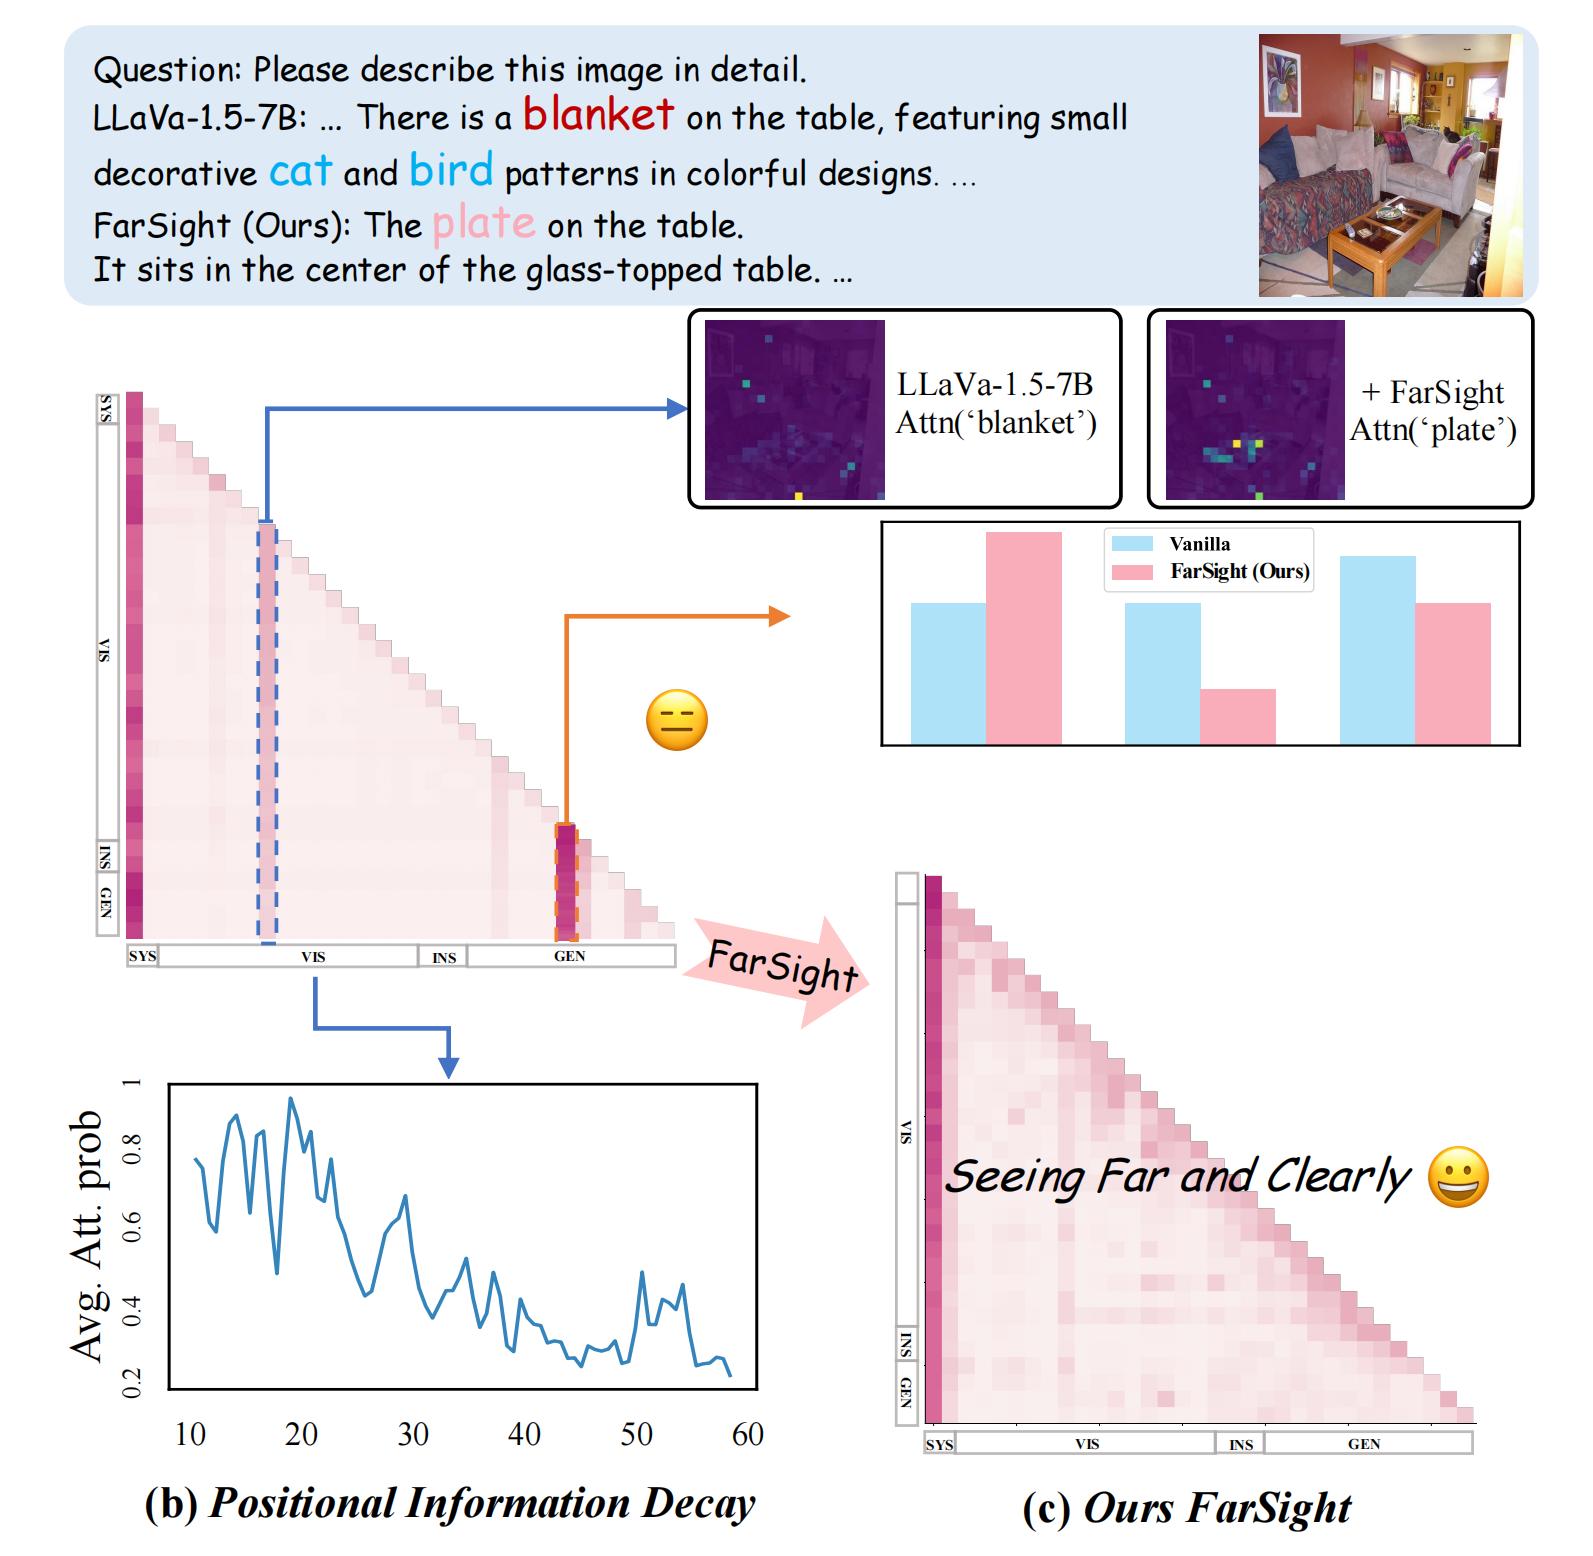 Question: Please describe this image in detail.
LLaVa-1.5-7B: ... There is a blanket on the table, featuring small
decorative cat and bird patterns in colorful designs. ...
FarSight (Ours): The plate on the table.
It sits in the center of the glass-topped table. ...
LLaVa-1.5-7B
Attn(‘blanket’)
+ FarSight
Attn(‘plate’)
SYS
VIS
INS
GEN
SYS VIS INS GEN
Vanilla
FarSight (Ours)
FarSight
Avg. Att. prob
1
0.8
0.6
0.4
0.2
10 20 30 40 50 60
(b) Positional Information Decay
VIS
INS
GEN
Seeing Far and Clearly
SYS VIS INS GEN
(c) Ours FarSight